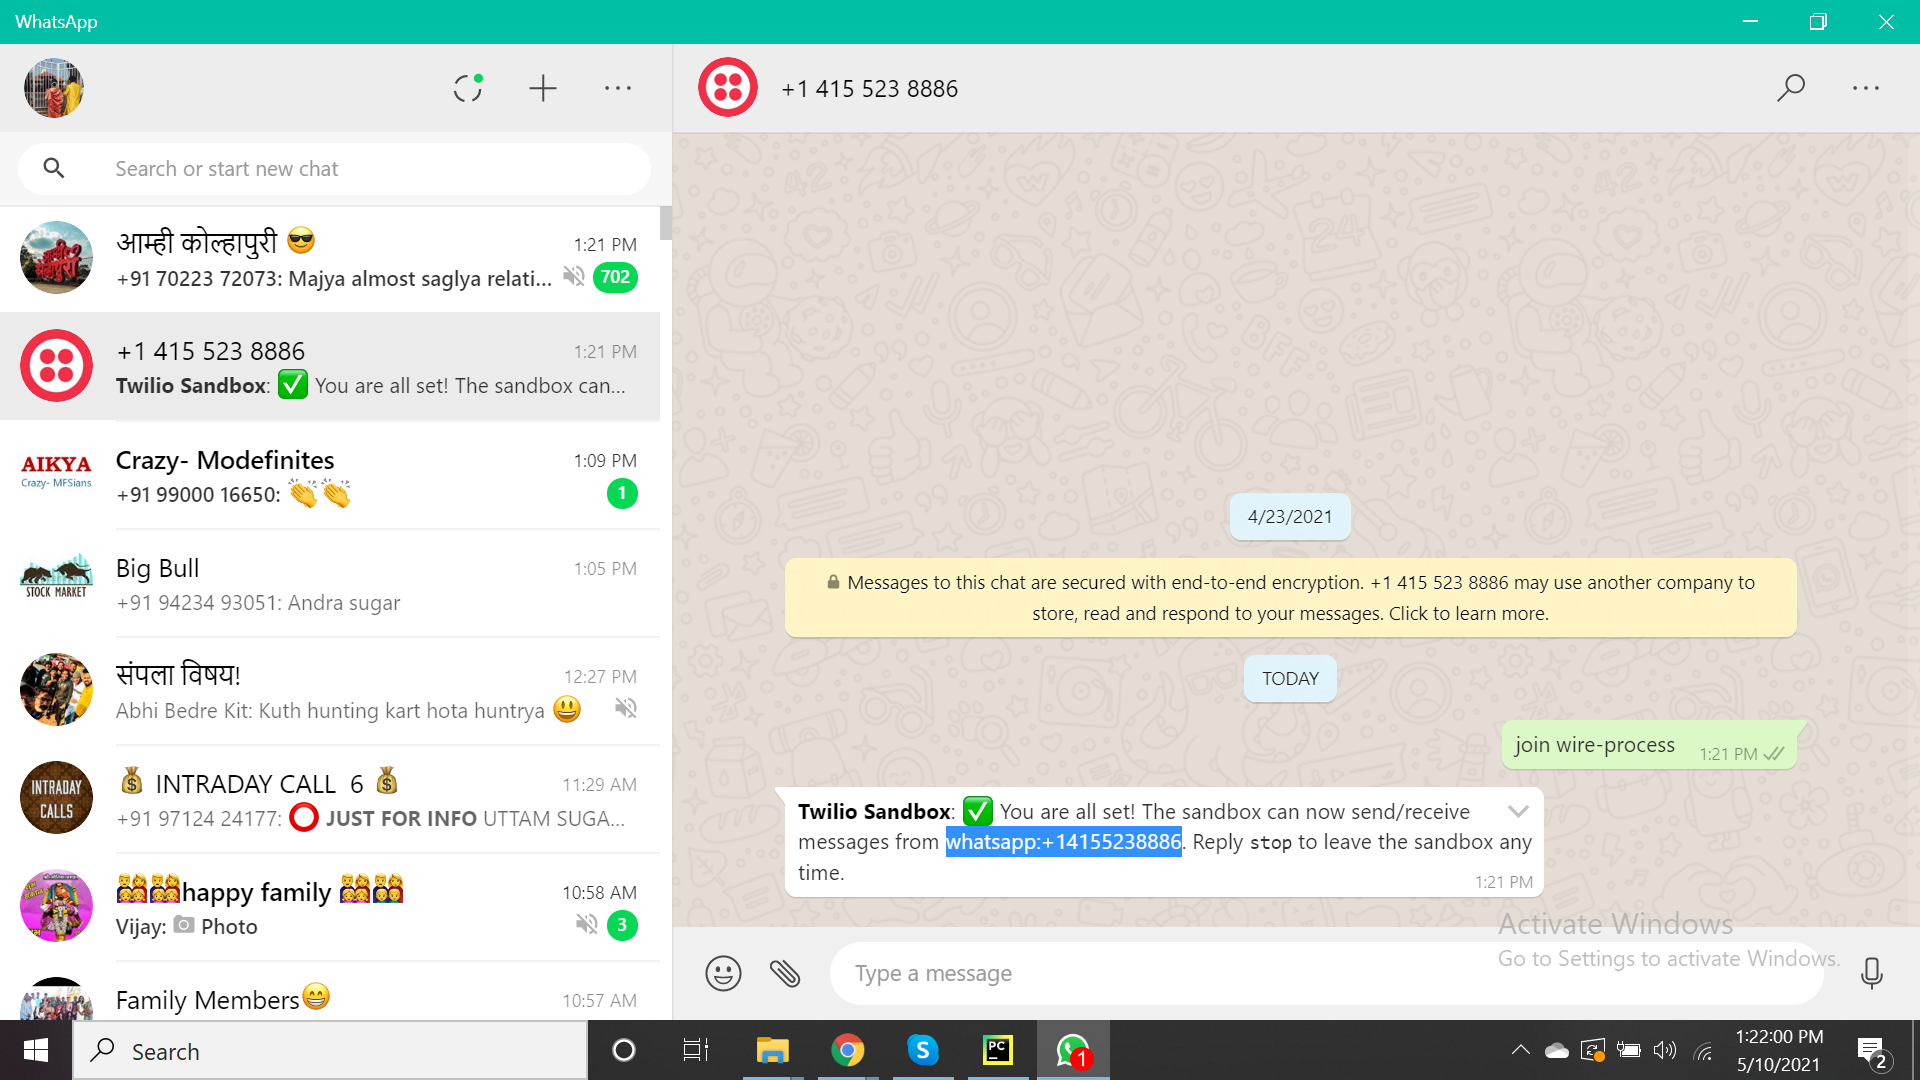 WhatsApp
+1 415 523 8886
Search or start new chat
आम्ही कोल्हापुरी 😎
1:21 PM
+91 70223 72073: Majya almost saglya relati...
702
+1 415 523 8886
1:21 PM
Twilio Sandbox: ✅ You are all set! The sandbox can...
AIKYA
Crazy- MFSians
Crazy- Modefinites
1:09 PM
+91 99000 16650: 👏👏
1
STOCK MARKET
Big Bull
1:05 PM
+91 94234 93051: Andra sugar
संपला विषय!
12:27 PM
Abhi Bedre Kit: Kuth hunting kart hota huntrya 😃
INTRADAY
CALLS
💰 INTRADAY CALL 6 💰
11:29 AM
+91 97124 24177: ⭕ JUST FOR INFO UTTAM SUGA...
👨‍👩‍👧‍👧👨‍👩‍👧‍👧happy family 👨‍👩‍👧‍👧👨‍👩‍👦‍👦
10:58 AM
Vijay: 📷 Photo
3
Family Members😁
10:57 AM
4/23/2021
🔒 Messages to this chat are secured with end-to-end encryption. +1 415 523 8886 may use another company to
store, read and respond to your messages. Click to learn more.
TODAY
join wire-process
1:21 PM
Twilio Sandbox: ✅ You are all set! The sandbox can now send/receive
messages from whatsapp:+14155238886. Reply stop to leave the sandbox any
time.
1:21 PM
Activate Windows
Go to Settings to activate Windows.
Type a message
Search
S
PC
1
1:22:00 PM
5/10/2021
2